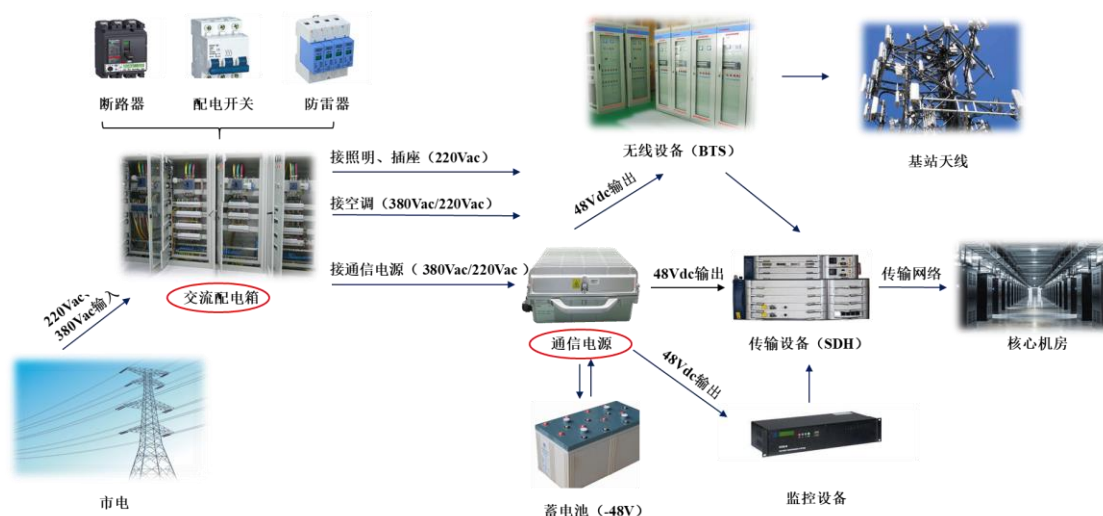 断路器
配电开关
防雷器
接照明、插座（220Vac）
接空调（380Vac/220Vac）
接通信电源（ 380Vac/220Vac ）
交流配电箱
220Vac、
380Vac输入
市电
无线设备（BTS）
基站天线
48Vdc输出
48Vdc输出
传输网络
通信电源
传输设备（SDH）
核心机房
48Vdc输出
蓄电池（-48V）
监控设备